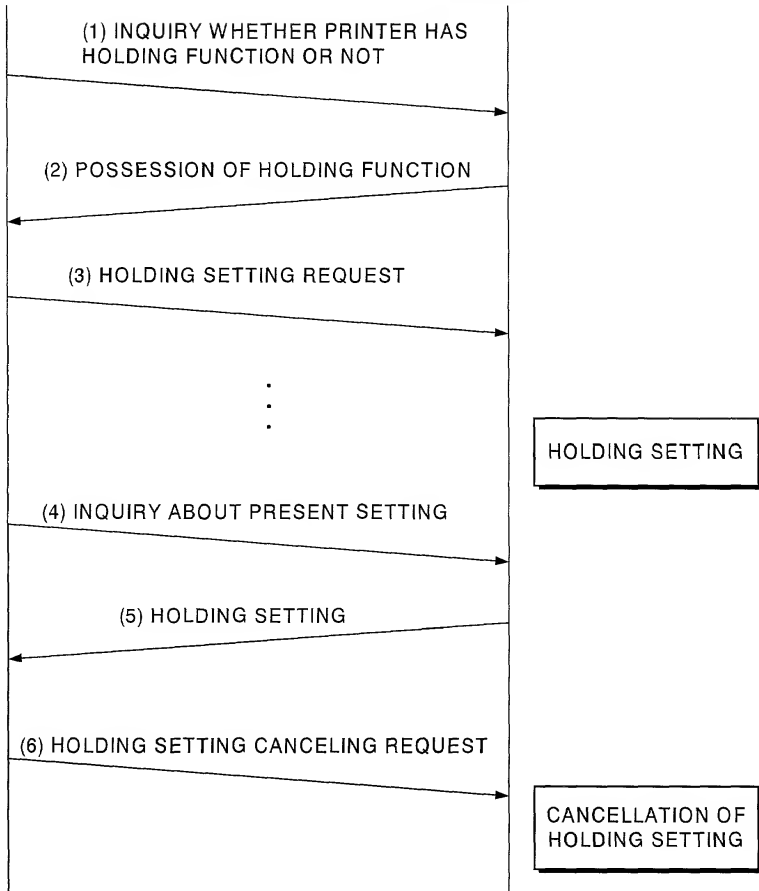 (1) INQUIRY WHETHER PRINTER HAS
HOLDING FUNCTION OR NOT
(2) POSSESSION OF HOLDING FUNCTION
(3) HOLDING SETTING REQUEST
HOLDING SETTING
(4) INQUIRY ABOUT PRESENT SETTING
(5) HOLDING SETTING
(6) HOLDING SETTING CANCELING REQUEST
CANCELLATION OF
HOLDING SETTING